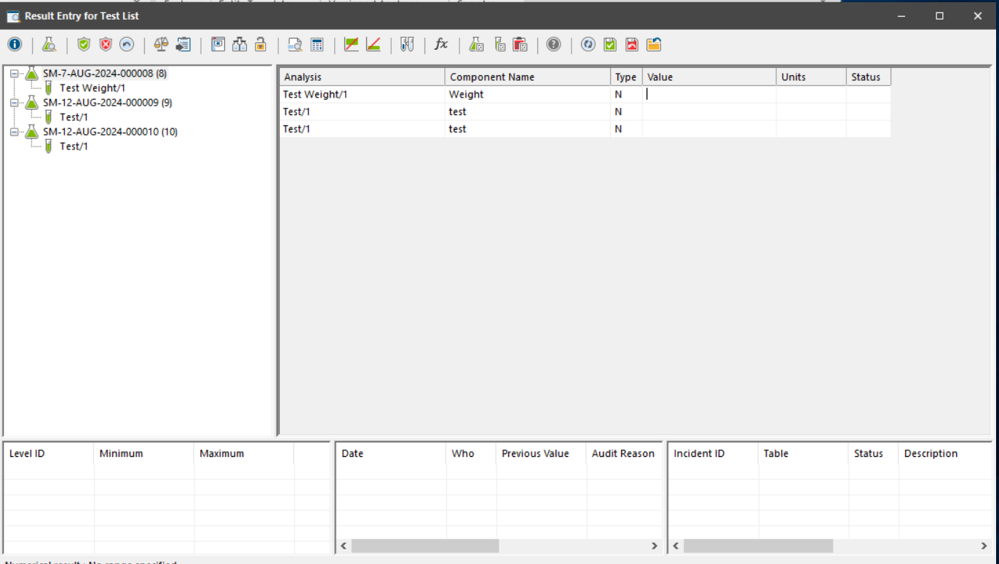 Result Entry for Test List
fx
SM-7-AUG-2024-000008 (8)
Test Weight/1
SM-12-AUG-2024-000009 (9)
Test/1
SM-12-AUG-2024-000010 (10)
Test/1
Analysis Component Name Type Value Units Status
Test Weight/1 Weight N
Test/1 test N
Test/1 test N
Level ID Minimum Maximum
Date Who Previous Value Audit Reason
Incident ID Table Status Description
Numerical result : No range specified